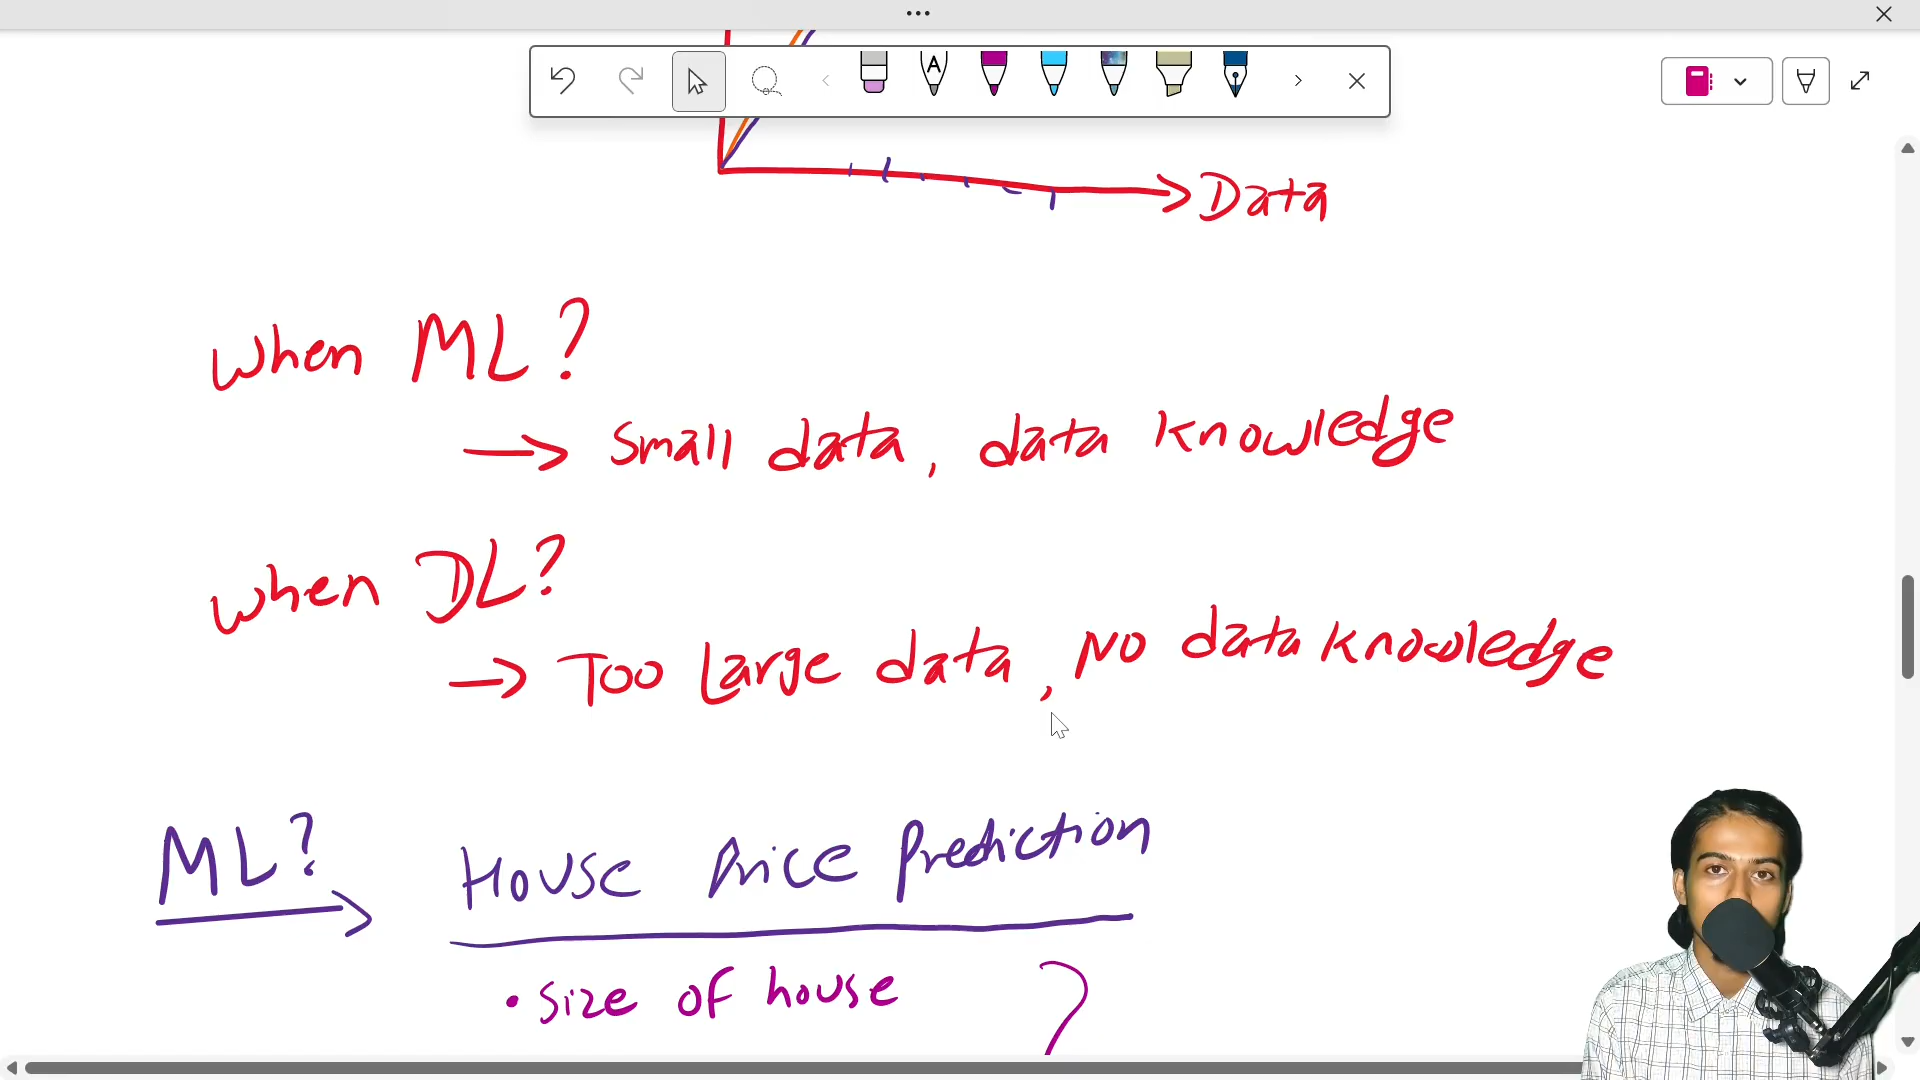 A
Data
When ML?
→ Small data, data knowledge
When DL?
→ Too Large data, No data knowledge
ML?
House Price Prediction
• Size of house